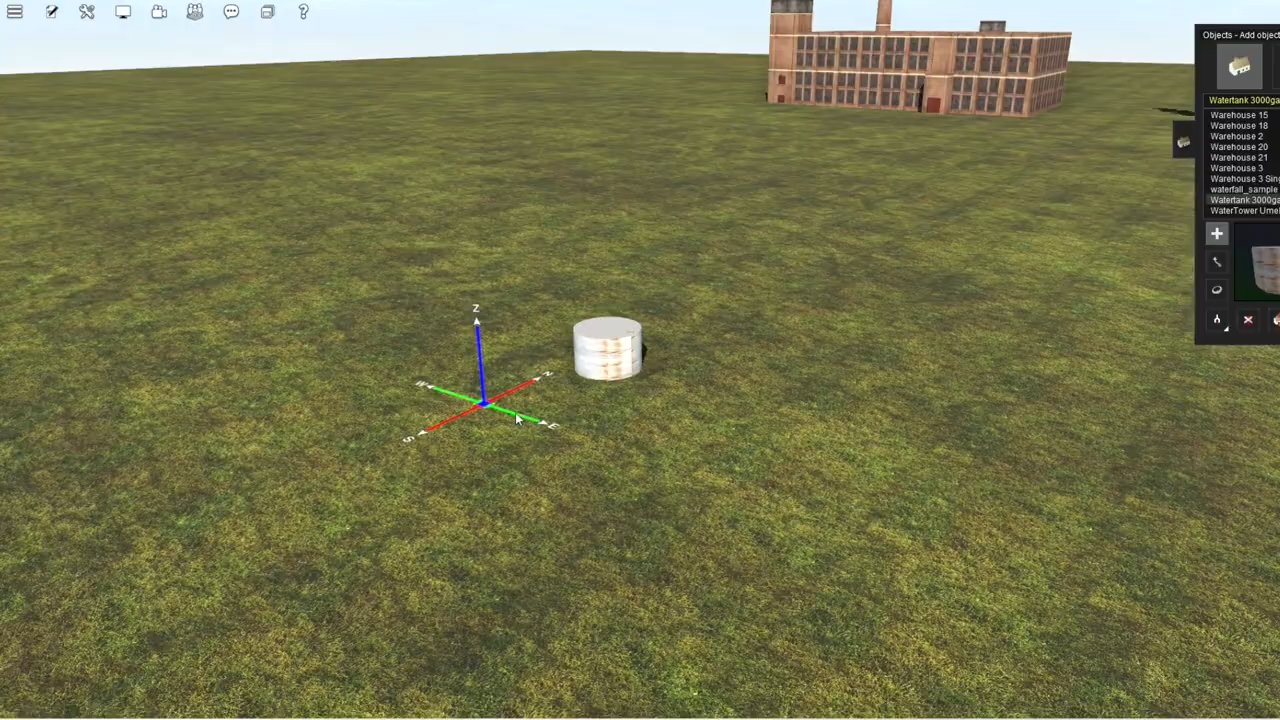 Objects - Add object
Watertank 3000ga
Warehouse 15
Warehouse 18
Warehouse 2
Warehouse 20
Warehouse 21
Warehouse 3
Warehouse 3 Sing
waterfall_sample
Watertank 3000ga
WaterTower Umel
Z
W
N
S
E